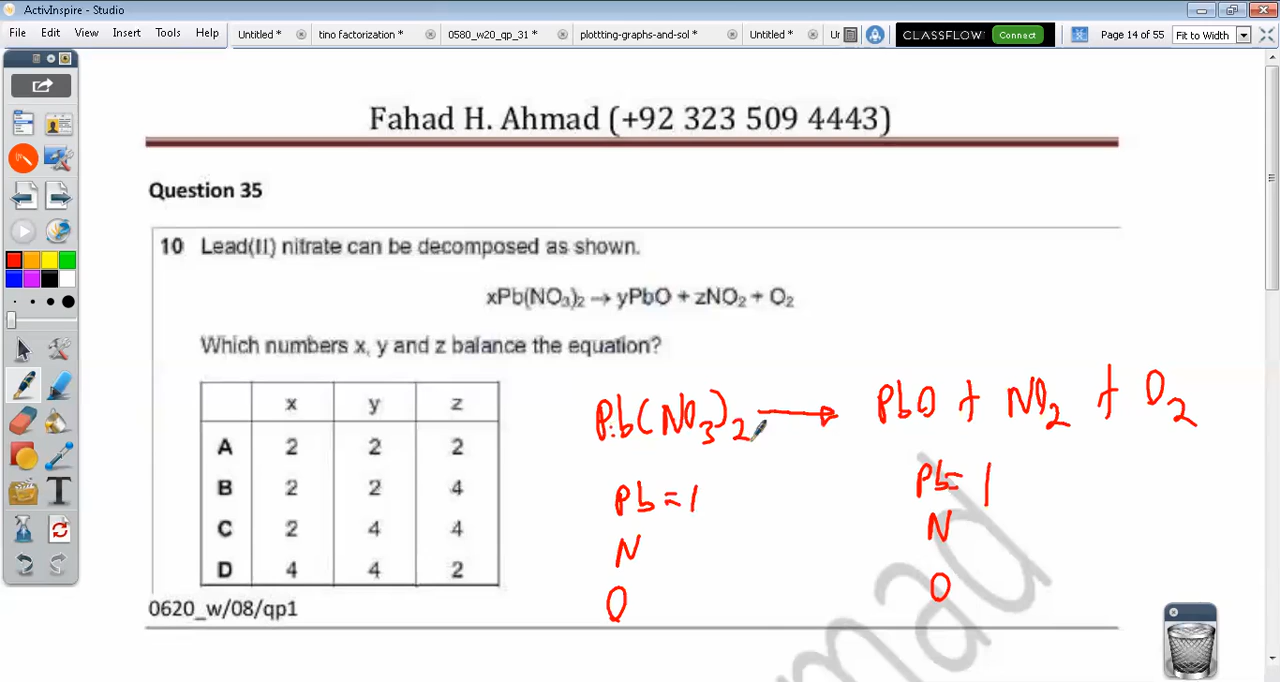 ActivInspire - Studio
File Edit View Insert Tools Help
Untitled * tino factorization * 0580_w20_qp_31 * plottting-graphs-and-sol * Untitled * Ur CLASSFLOW Connect Page 14 of 55 Fit to Width
Fahad H. Ahmad (+92 323 509 4443)
Question 35
10 Lead(II) nitrate can be decomposed as shown.
xPb(NO₃)₂ → yPbO + zNO₂ + O₂
Which numbers x, y and z balance the equation?
x y z
A 2 2 2
B 2 2 4
C 2 4 4
D 4 4 2
0620_w/08/qp1
Pb(NO₃)₂ → PbO + NO₂ + O₂
Pb = 1 Pb = 1
N N
O O
mad